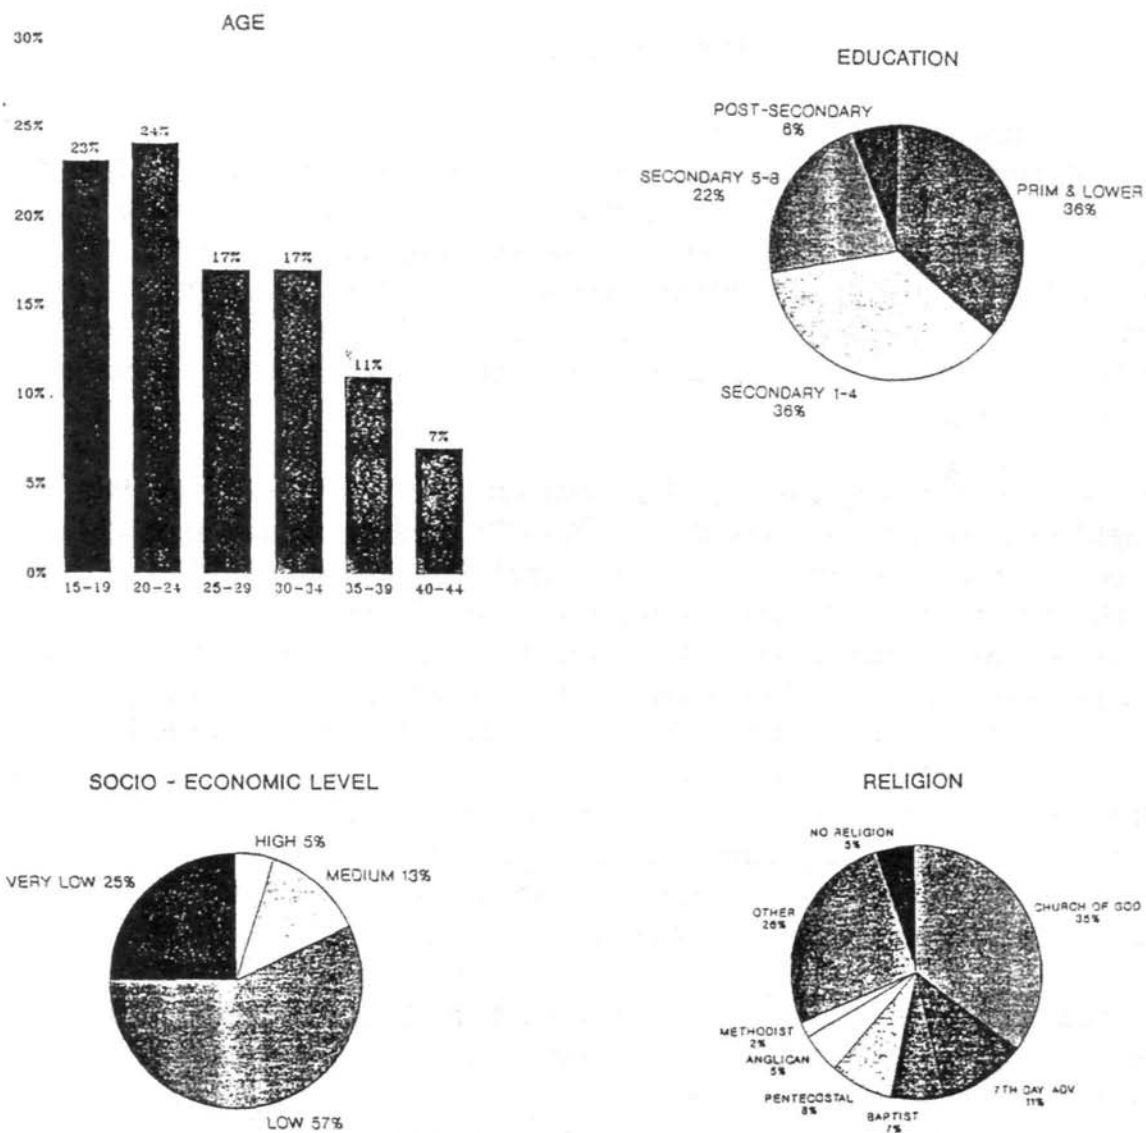 AGE
30%
25%
20%
15%
10%
5%
0%
23%
24%
17%
17%
11%
7%
15-19 20-24 25-29 30-34 35-39 40-44
EDUCATION
POST-SECONDARY
6%
SECONDARY 5-8
22%
PRIM & LOWER
36%
SECONDARY 1-4
36%
SOCIO - ECONOMIC LEVEL
HIGH 5%
MEDIUM 13%
VERY LOW 25%
LOW 57%
RELIGION
NO RELIGION
5%
CHURCH OF GOD
35%
OTHER
26%
METHODIST
2%
ANGLICAN
5%
PENTECOSTAL
8%
BAPTIST
7%
7TH DAY ADV
11%